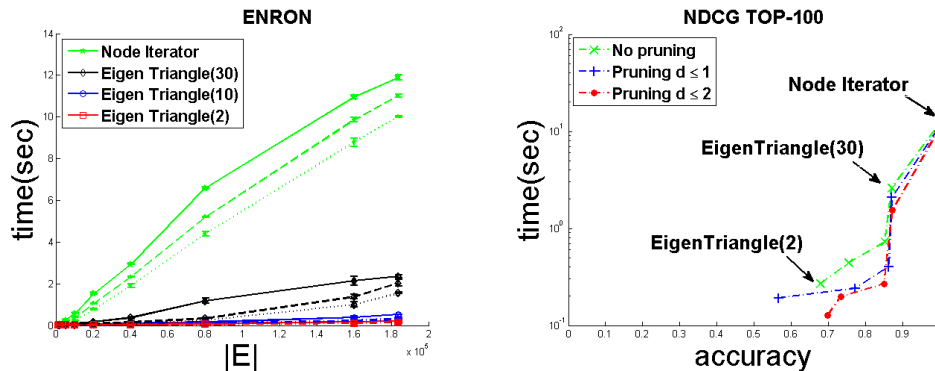 ENRON
time(sec)
14
12
10
8
6
4
2
0
Node Iterator
Eigen Triangle(30)
Eigen Triangle(10)
Eigen Triangle(2)
0 0.2 0.4 0.6 0.8 1 1.2 1.4 1.6 1.8 2
x 10^5
|E|
NDCG TOP-100
time(sec)
10^2
10^1
10^0
10^-1
No pruning
Pruning d ≤ 1
Pruning d ≤ 2
Node Iterator
EigenTriangle(30)
EigenTriangle(2)
0 0.1 0.2 0.3 0.4 0.5 0.6 0.7 0.8 0.9
accuracy